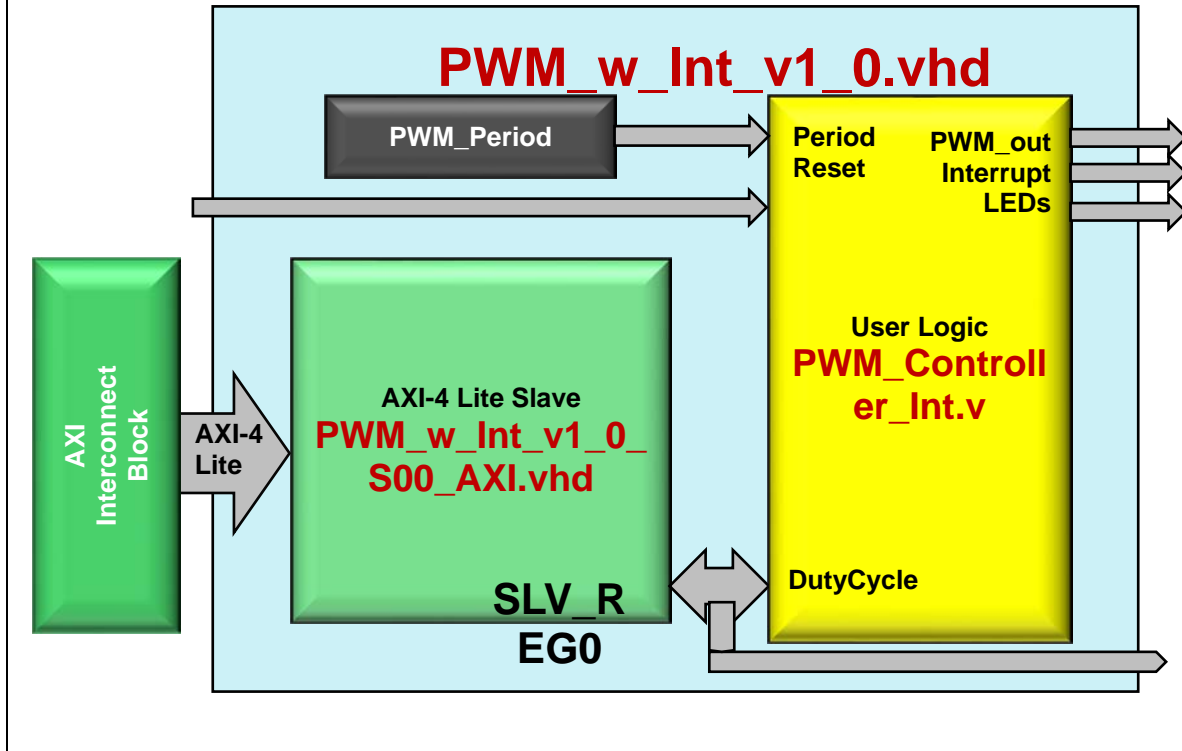 PWM_w_Int_v1_0.vhd
PWM_Period
Period
Reset
PWM_out
Interrupt
LEDs
AXI
Interconnect
Block
AXI-4
Lite
AXI-4 Lite Slave
PWM_w_Int_v1_0_
S00_AXI.vhd
SLV_R
EG0
User Logic
PWM_Controll
er_Int.v
DutyCycle